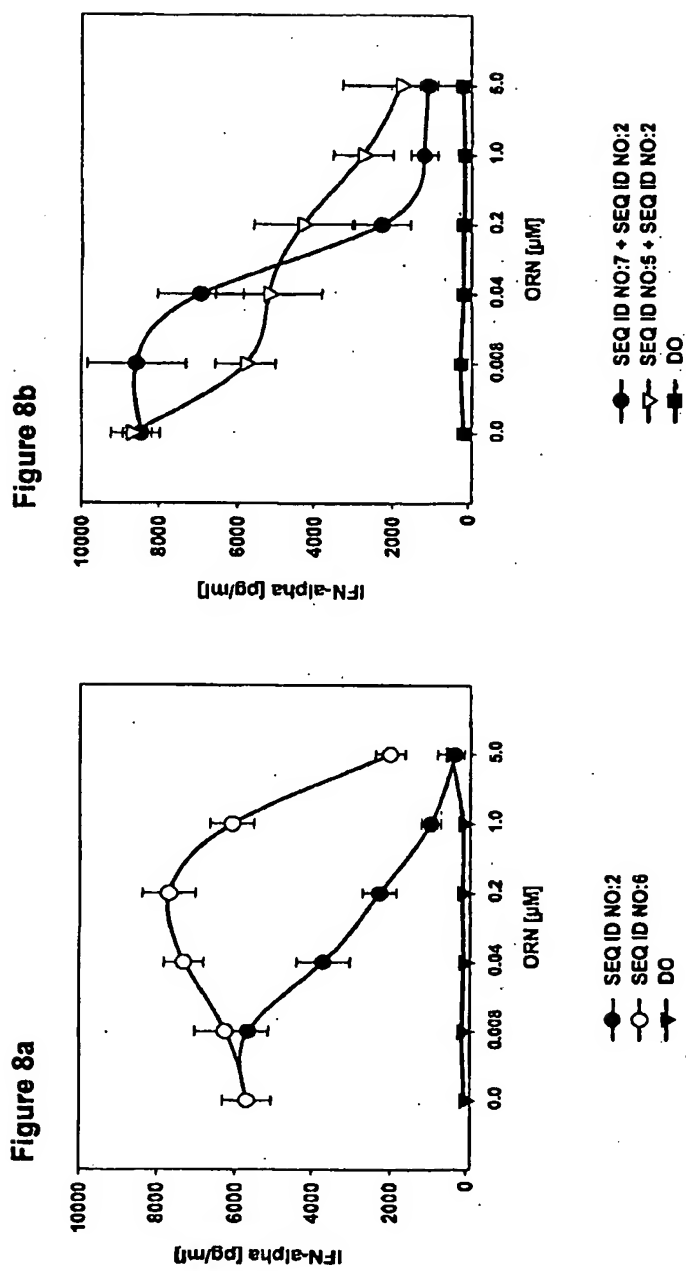 Figure 8a
IFN-alpha [pg/ml]
10000
8000
6000
4000
2000
0
0.0
0.008
0.04
0.2
1.0
5.0
ORN [µM]
SEQ ID NO:2
SEQ ID NO:6
DO
Figure 8b
IFN-alpha [pg/ml]
10000
8000
6000
4000
2000
0
0.0
0.008
0.04
0.2
1.0
5.0
ORN [µM]
SEQ ID NO:7 + SEQ ID NO:2
SEQ ID NO:5 + SEQ ID NO:2
DO